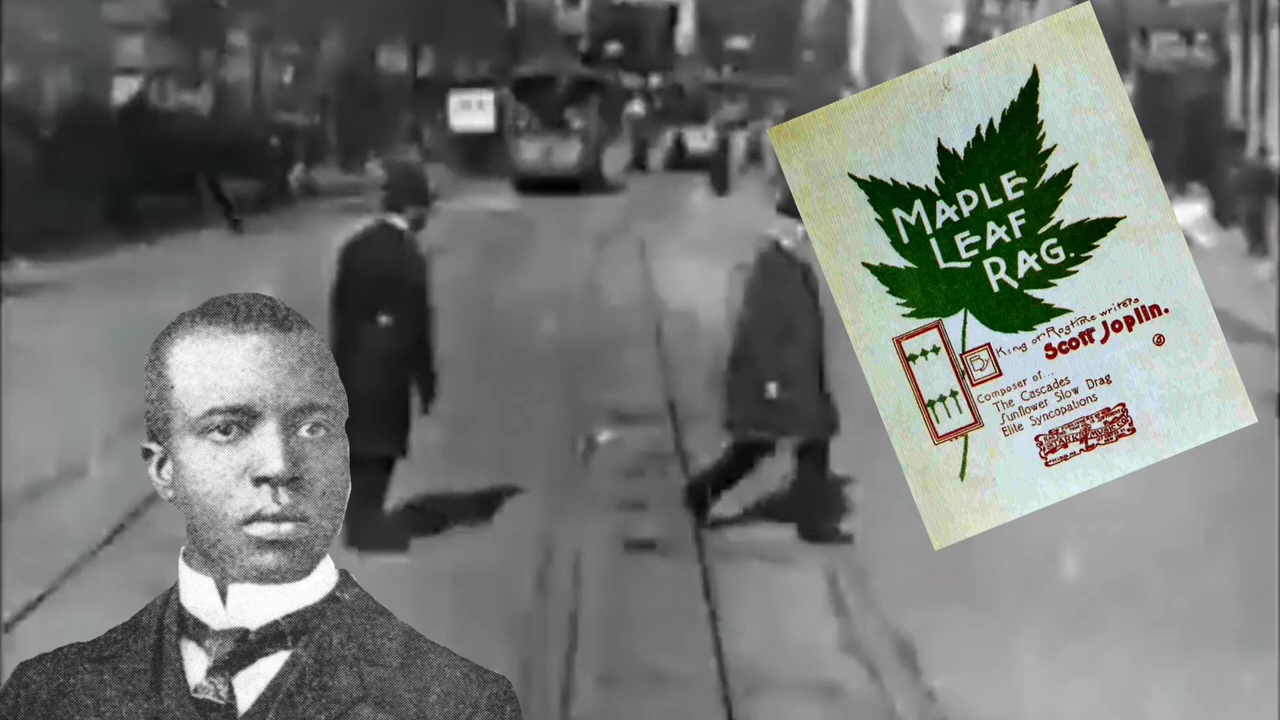 MAPLE
LEAF
RAG.
King of Ragtime writers
Scott Joplin.
Composer of...
The Cascades
Sunflower Slow Drag
Elite Syncopations